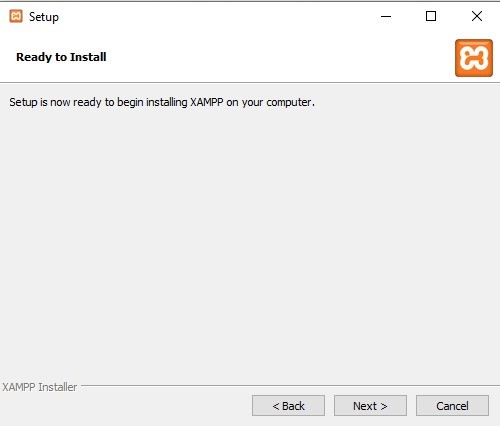 Setup
Ready to Install
Setup is now ready to begin installing XAMPP on your computer.
XAMPP Installer
< Back
Next >
Cancel